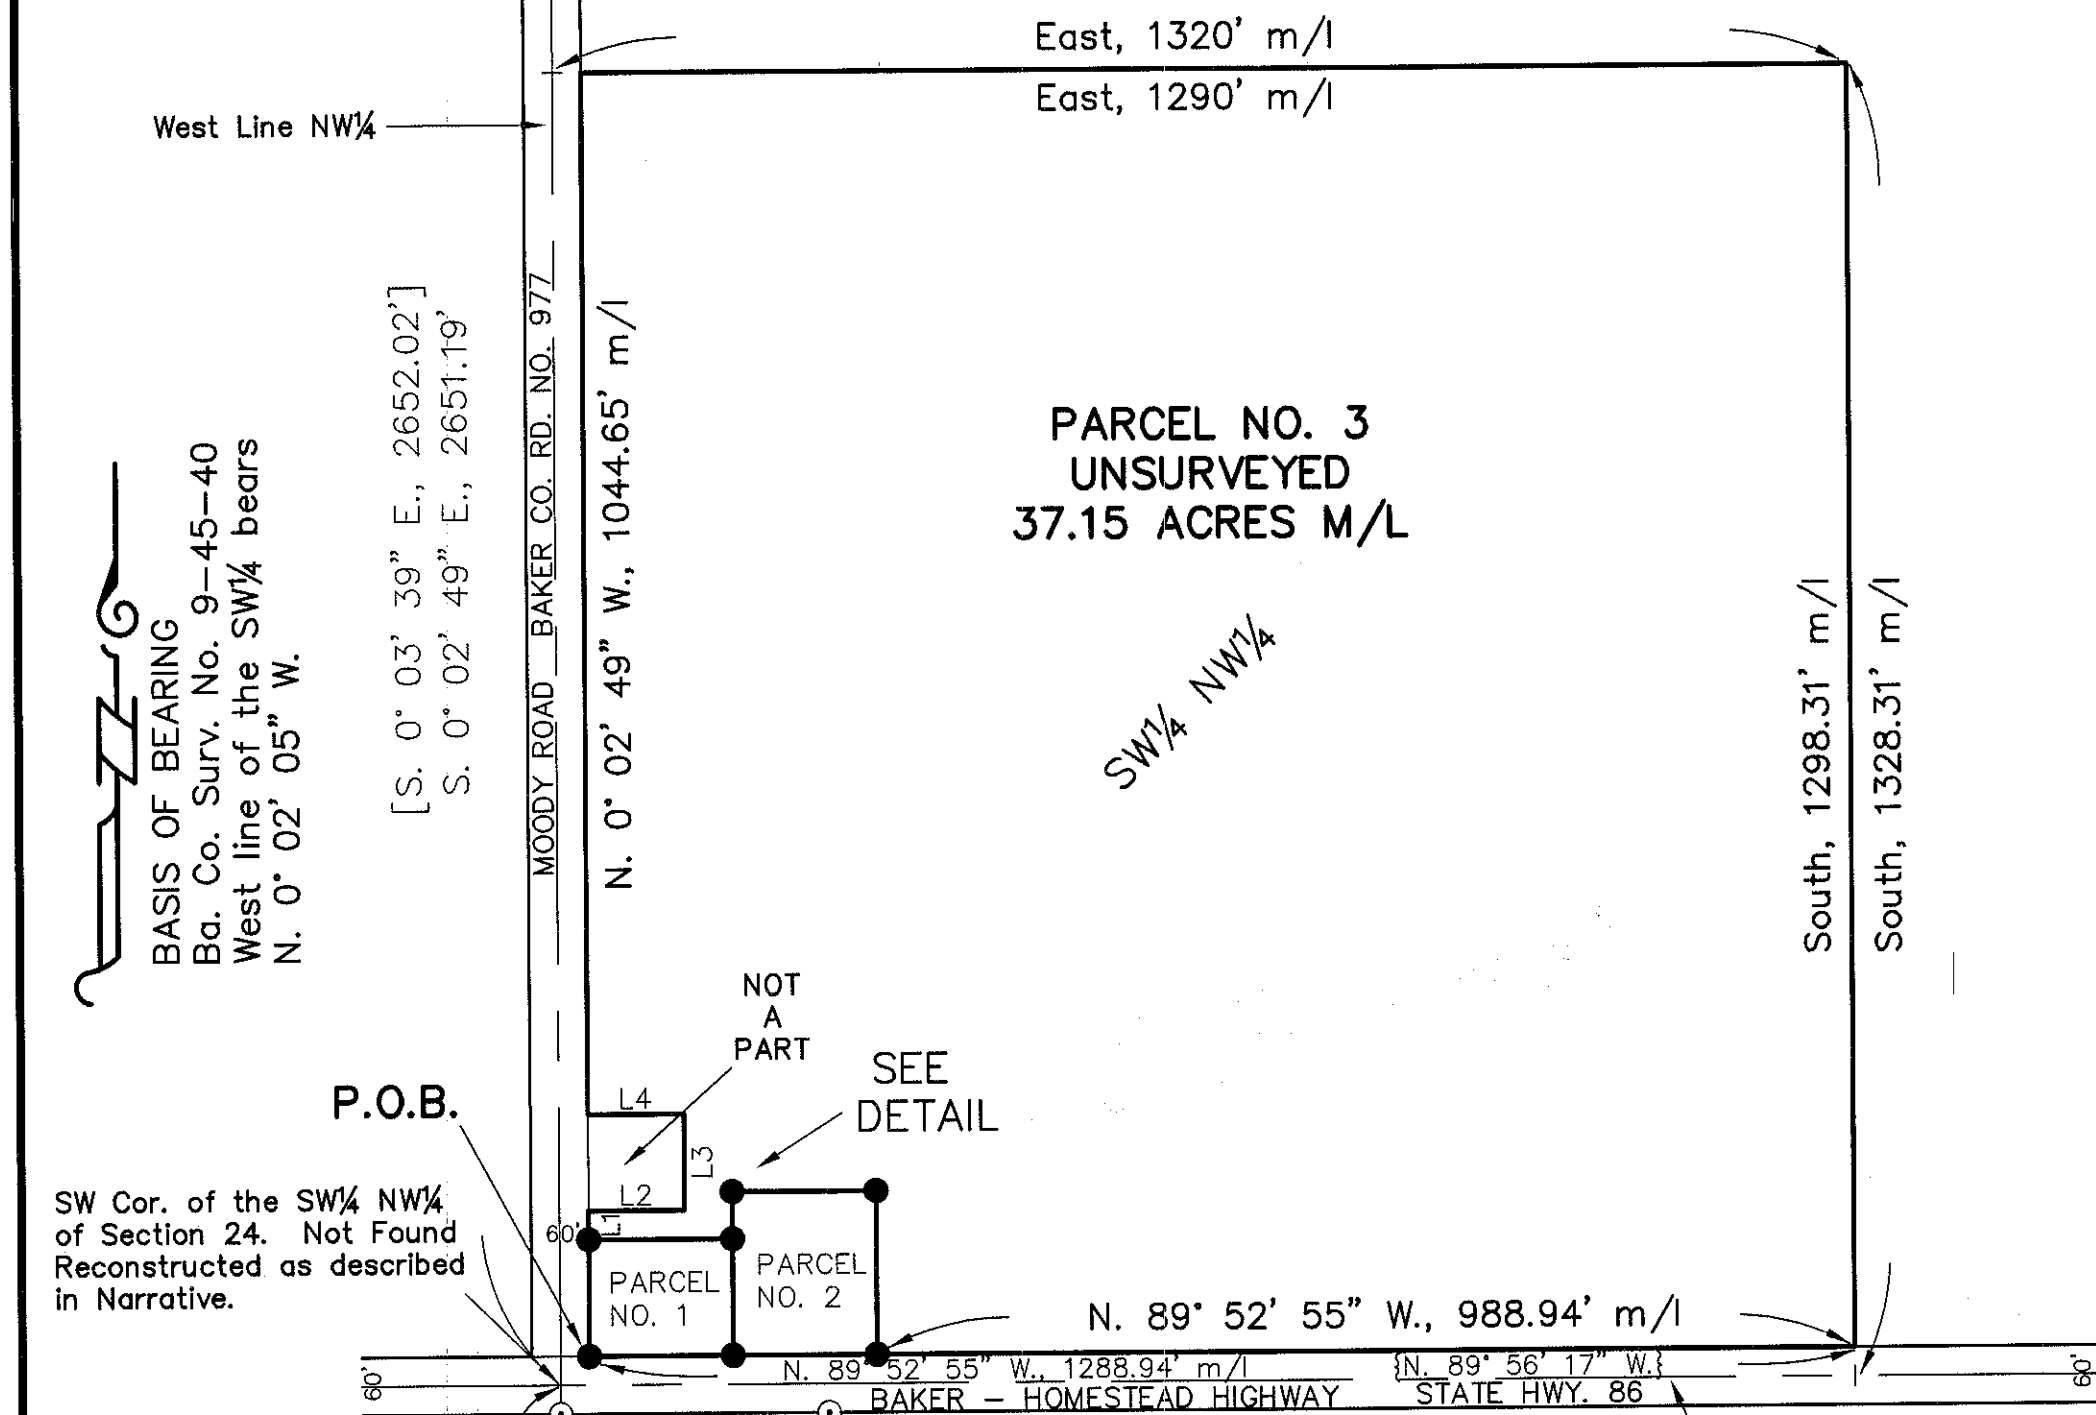 East, 1320' m/l
East, 1290' m/l
West Line NW¼
[S. 0° 03' 39" E., 2652.02']
S. 0° 02' 49" E., 2651.19'
MOODY ROAD BAKER CO. RD. NO. 977
N. 0° 02' 49" W., 1044.65' m/l
PARCEL NO. 3
UNSURVEYED
37.15 ACRES M/L
SW¼ NW¼
South, 1298.31' m/l
South, 1328.31' m/l
BASIS OF BEARING
Ba. Co. Surv. No. 9-45-40
West line of the SW¼ bears
N. 0° 02' 05" W.
NOT
A
PART
SEE
DETAIL
P.O.B.
L4
L3
L2
L1
60'
SW Cor. of the SW¼ NW¼
of Section 24. Not Found
Reconstructed as described
in Narrative.
PARCEL
NO. 1
PARCEL
NO. 2
N. 89° 52' 55" W., 988.94' m/l
N. 89° 52' 55" W., 1288.94' m/l
{N. 89° 56' 17" W.}
60'
BAKER - HOMESTEAD HIGHWAY
STATE HWY. 86
60'